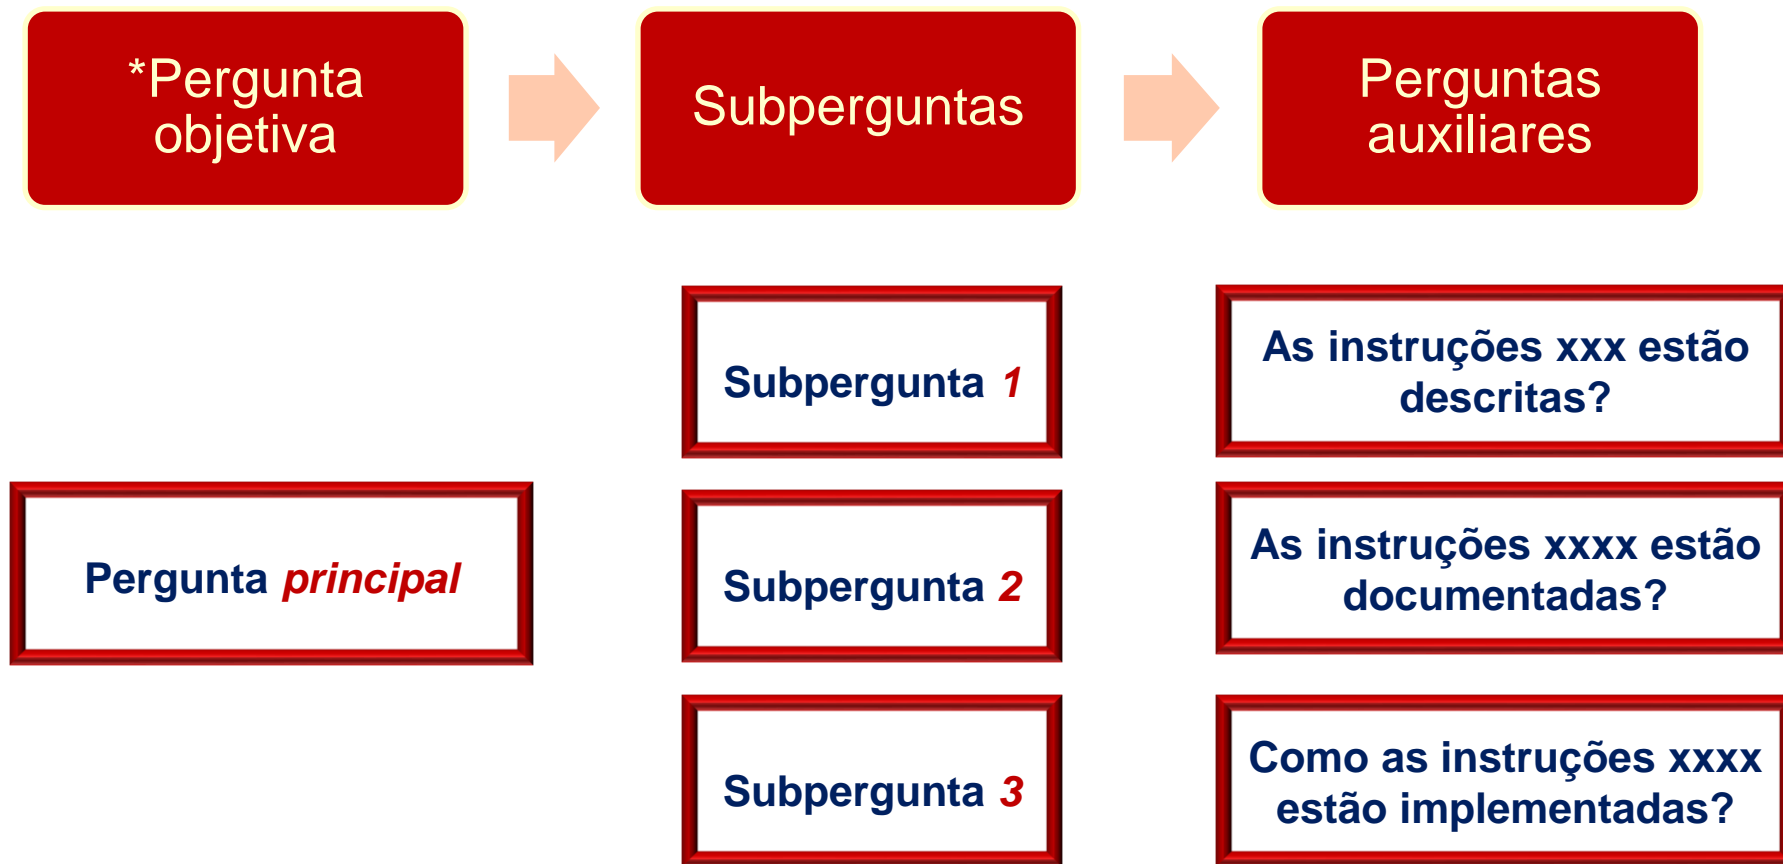 *Pergunta
objetiva
Subperguntas
Perguntas
auxiliares
Pergunta principal
Subpergunta 1
Subpergunta 2
Subpergunta 3
As instruções xxx estão
descritas?
As instruções xxxx estão
documentadas?
Como as instruções xxxx
estão implementadas?